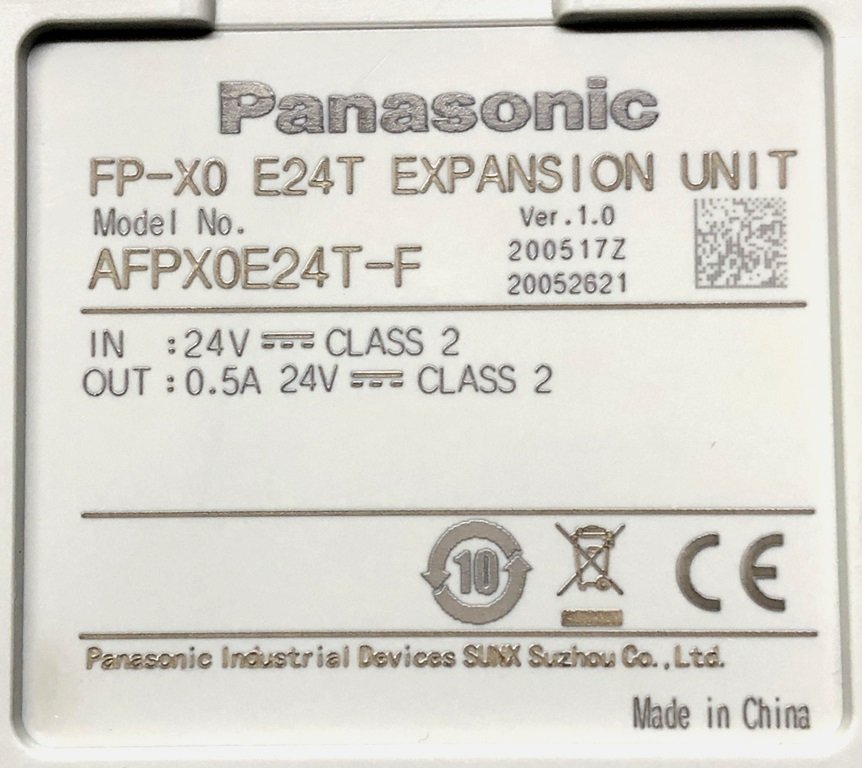 Panasonic
FP-X0 E24T EXPANSION UNIT
Model No.
AFPX0E24T-F
Ver.1.0
200517Z
20052621
IN :24V ⎓ CLASS 2
OUT :0.5A 24V ⎓ CLASS 2
10
CE
Panasonic Industrial Devices SUNX Suzhou Co.,Ltd.
Made in China